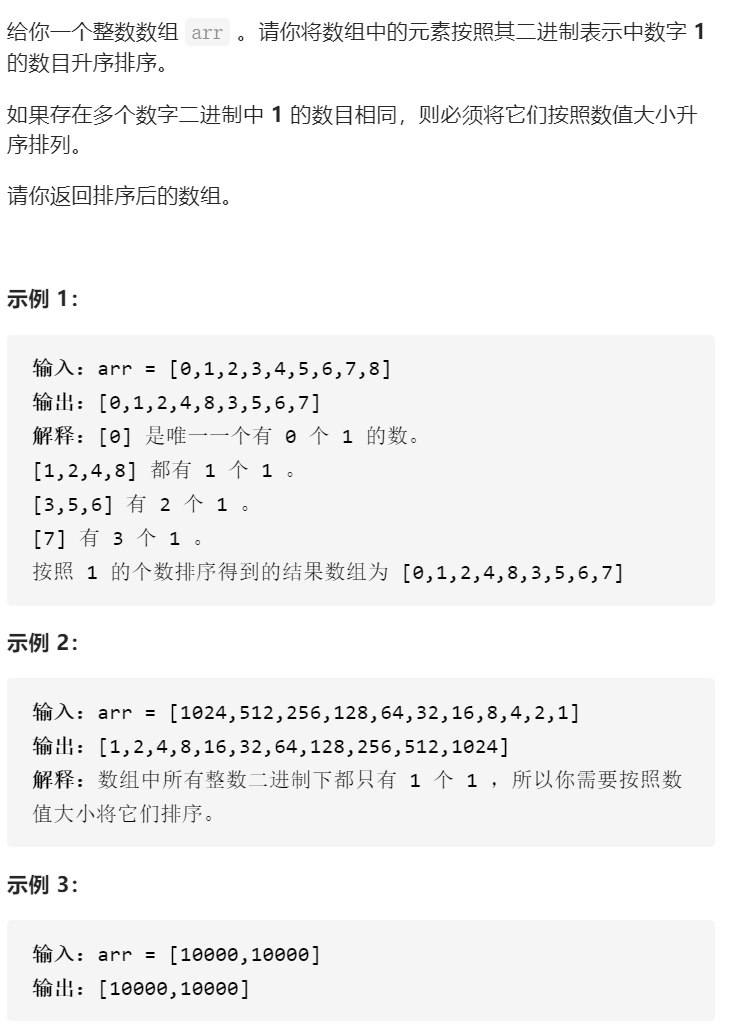 给你一个整数数组 arr 。请你将数组中的元素按照其二进制表示中数字 1
的数目升序排序。
如果存在多个数字二进制中 1 的数目相同，则必须将它们按照数值大小升
序排列。
请你返回排序后的数组。
示例 1：
输入：arr = [0,1,2,3,4,5,6,7,8]
输出：[0,1,2,4,8,3,5,6,7]
解释：[0] 是唯一一个有 0 个 1 的数。
[1,2,4,8] 都有 1 个 1 。
[3,5,6] 有 2 个 1 。
[7] 有 3 个 1 。
按照 1 的个数排序得到的结果数组为 [0,1,2,4,8,3,5,6,7]
示例 2：
输入：arr = [1024,512,256,128,64,32,16,8,4,2,1]
输出：[1,2,4,8,16,32,64,128,256,512,1024]
解释：数组中所有整数二进制下都只有 1 个 1 ，所以你需要按照数
值大小将它们排序。
示例 3：
输入：arr = [10000,10000]
输出：[10000,10000]